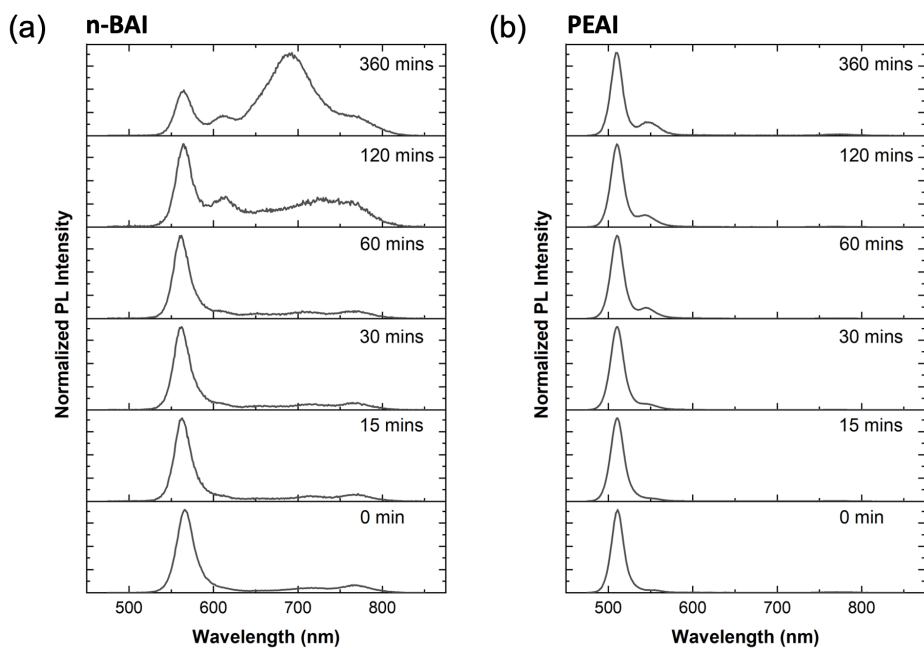 (a) n-BAI
360 mins
120 mins
60 mins
30 mins
15 mins
0 min
Normalized PL Intensity
500 600 700 800
Wavelength (nm)
(b) PEAI
360 mins
120 mins
60 mins
30 mins
15 mins
0 min
Normalized PL Intensity
500 600 700 800
Wavelength (nm)